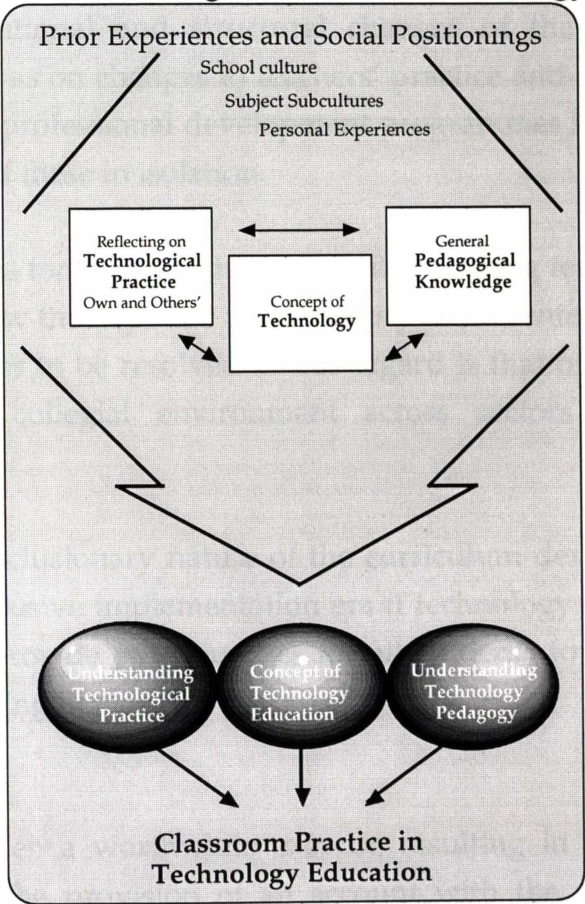 Prior Experiences and Social Positionings
School culture
Subject Subcultures
Personal Experiences
Reflecting on
Technological
Practice
Own and Others'
General
Pedagogical
Knowledge
Concept of
Technology
Understanding
Technological
Practice
Concept of
Technology
Education
Understanding
Technology
Pedagogy
Classroom Practice in
Technology Education